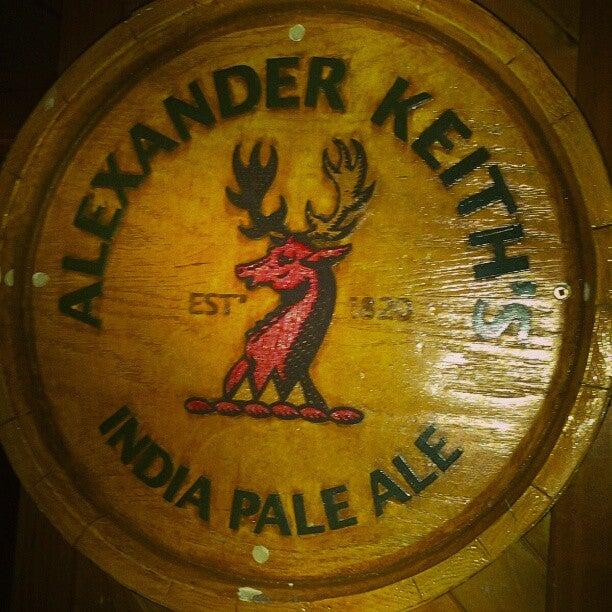 ALEXANDER KEITH'S
EST' 1820
INDIA PALE ALE